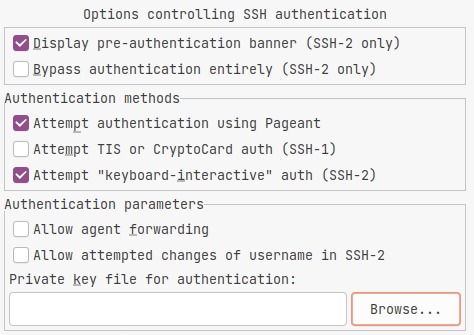 Options controlling SSH authentication
Display pre-authentication banner (SSH-2 only)
Bypass authentication entirely (SSH-2 only)
Authentication methods
Attempt authentication using Pageant
Attempt TIS or CryptoCard auth (SSH-1)
Attempt "keyboard-interactive" auth (SSH-2)
Authentication parameters
Allow agent forwarding
Allow attempted changes of username in SSH-2
Private key file for authentication:
Browse...